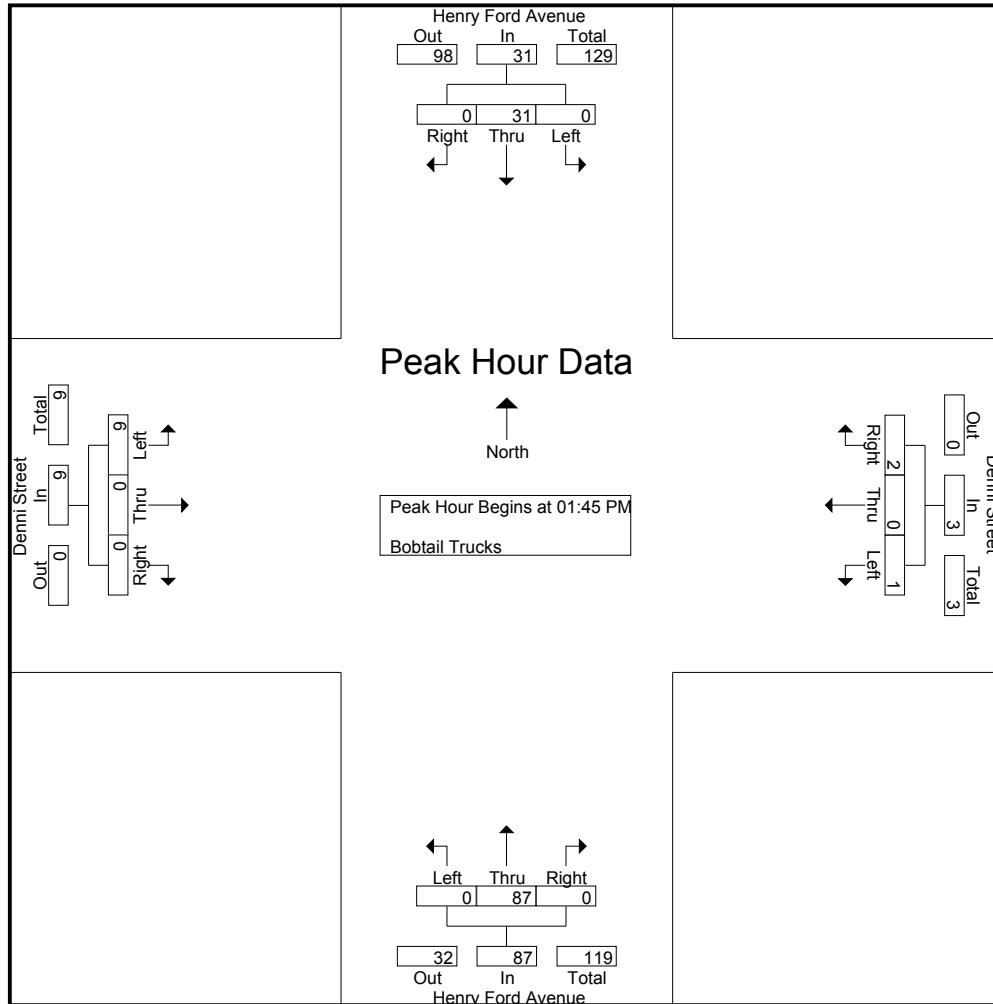 Henry Ford Avenue
Out In Total
98 31 129
0 31 0
Right Thru Left
Peak Hour Data
North
Peak Hour Begins at 01:45 PM
Bobtail Trucks
Denni Street
Out In Total
0 9 9
Left Thru Right
9 0 0
Denni Street
Out In Total
0 3 3
Right Thru Left
2 0 1
Left Thru Right
0 87 0
32 87 119
Out In Total
Henry Ford Avenue